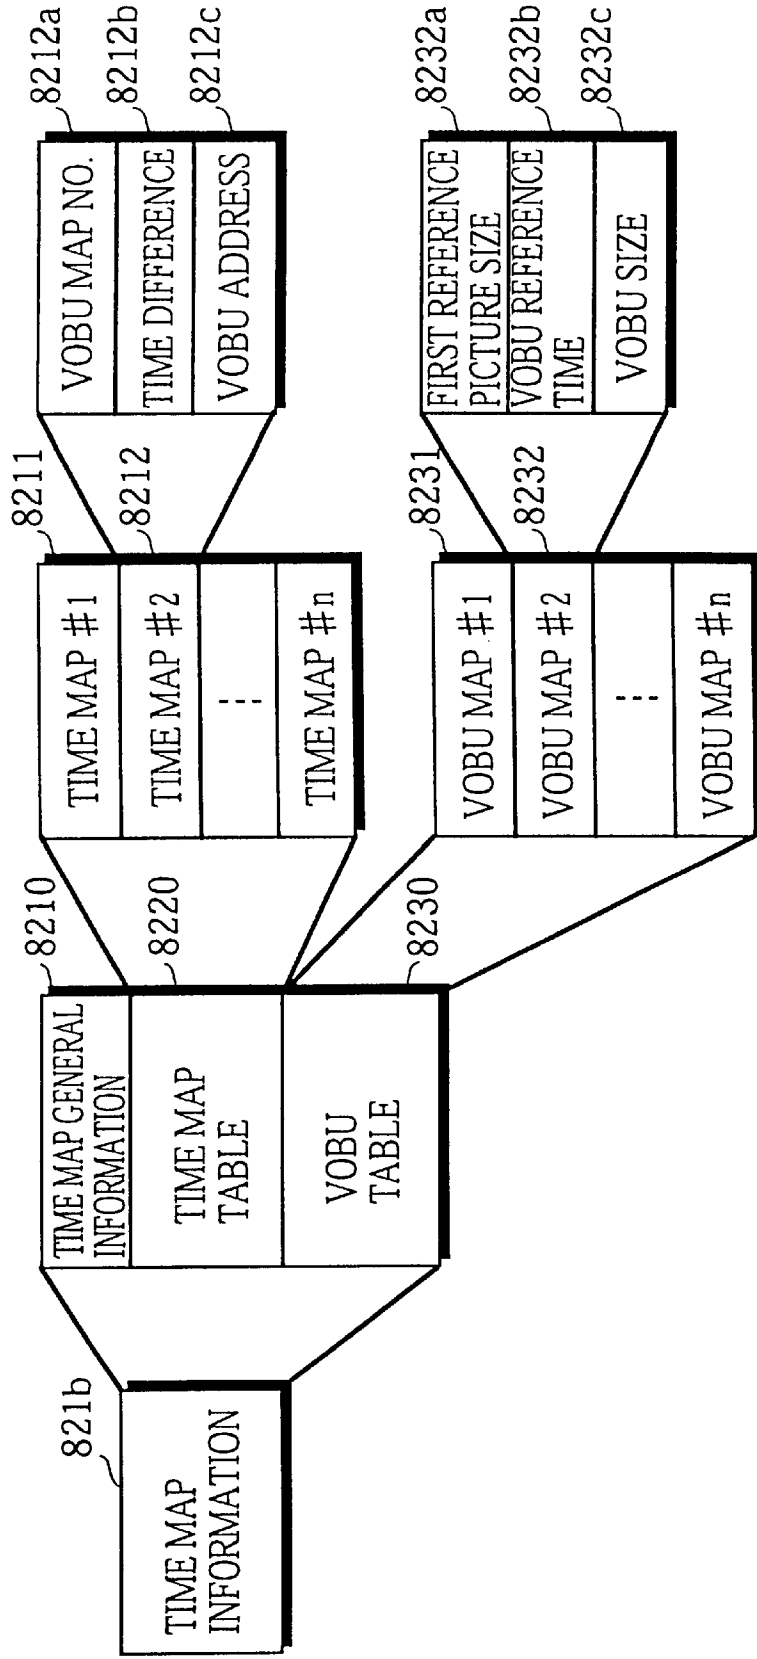 821b
TIME MAP
INFORMATION
8210
TIME MAP GENERAL
INFORMATION
8220
TIME MAP
TABLE
8230
VOBU
TABLE
8211
TIME MAP #1
8212
TIME MAP #2
TIME MAP #n
8231
VOBU MAP #1
8232
VOBU MAP #2
VOBU MAP #n
8212a
VOBU MAP NO.
8212b
TIME DIFFERENCE
8212c
VOBU ADDRESS
8232a
FIRST REFERENCE
PICTURE SIZE
8232b
VOBU REFERENCE
TIME
8232c
VOBU SIZE